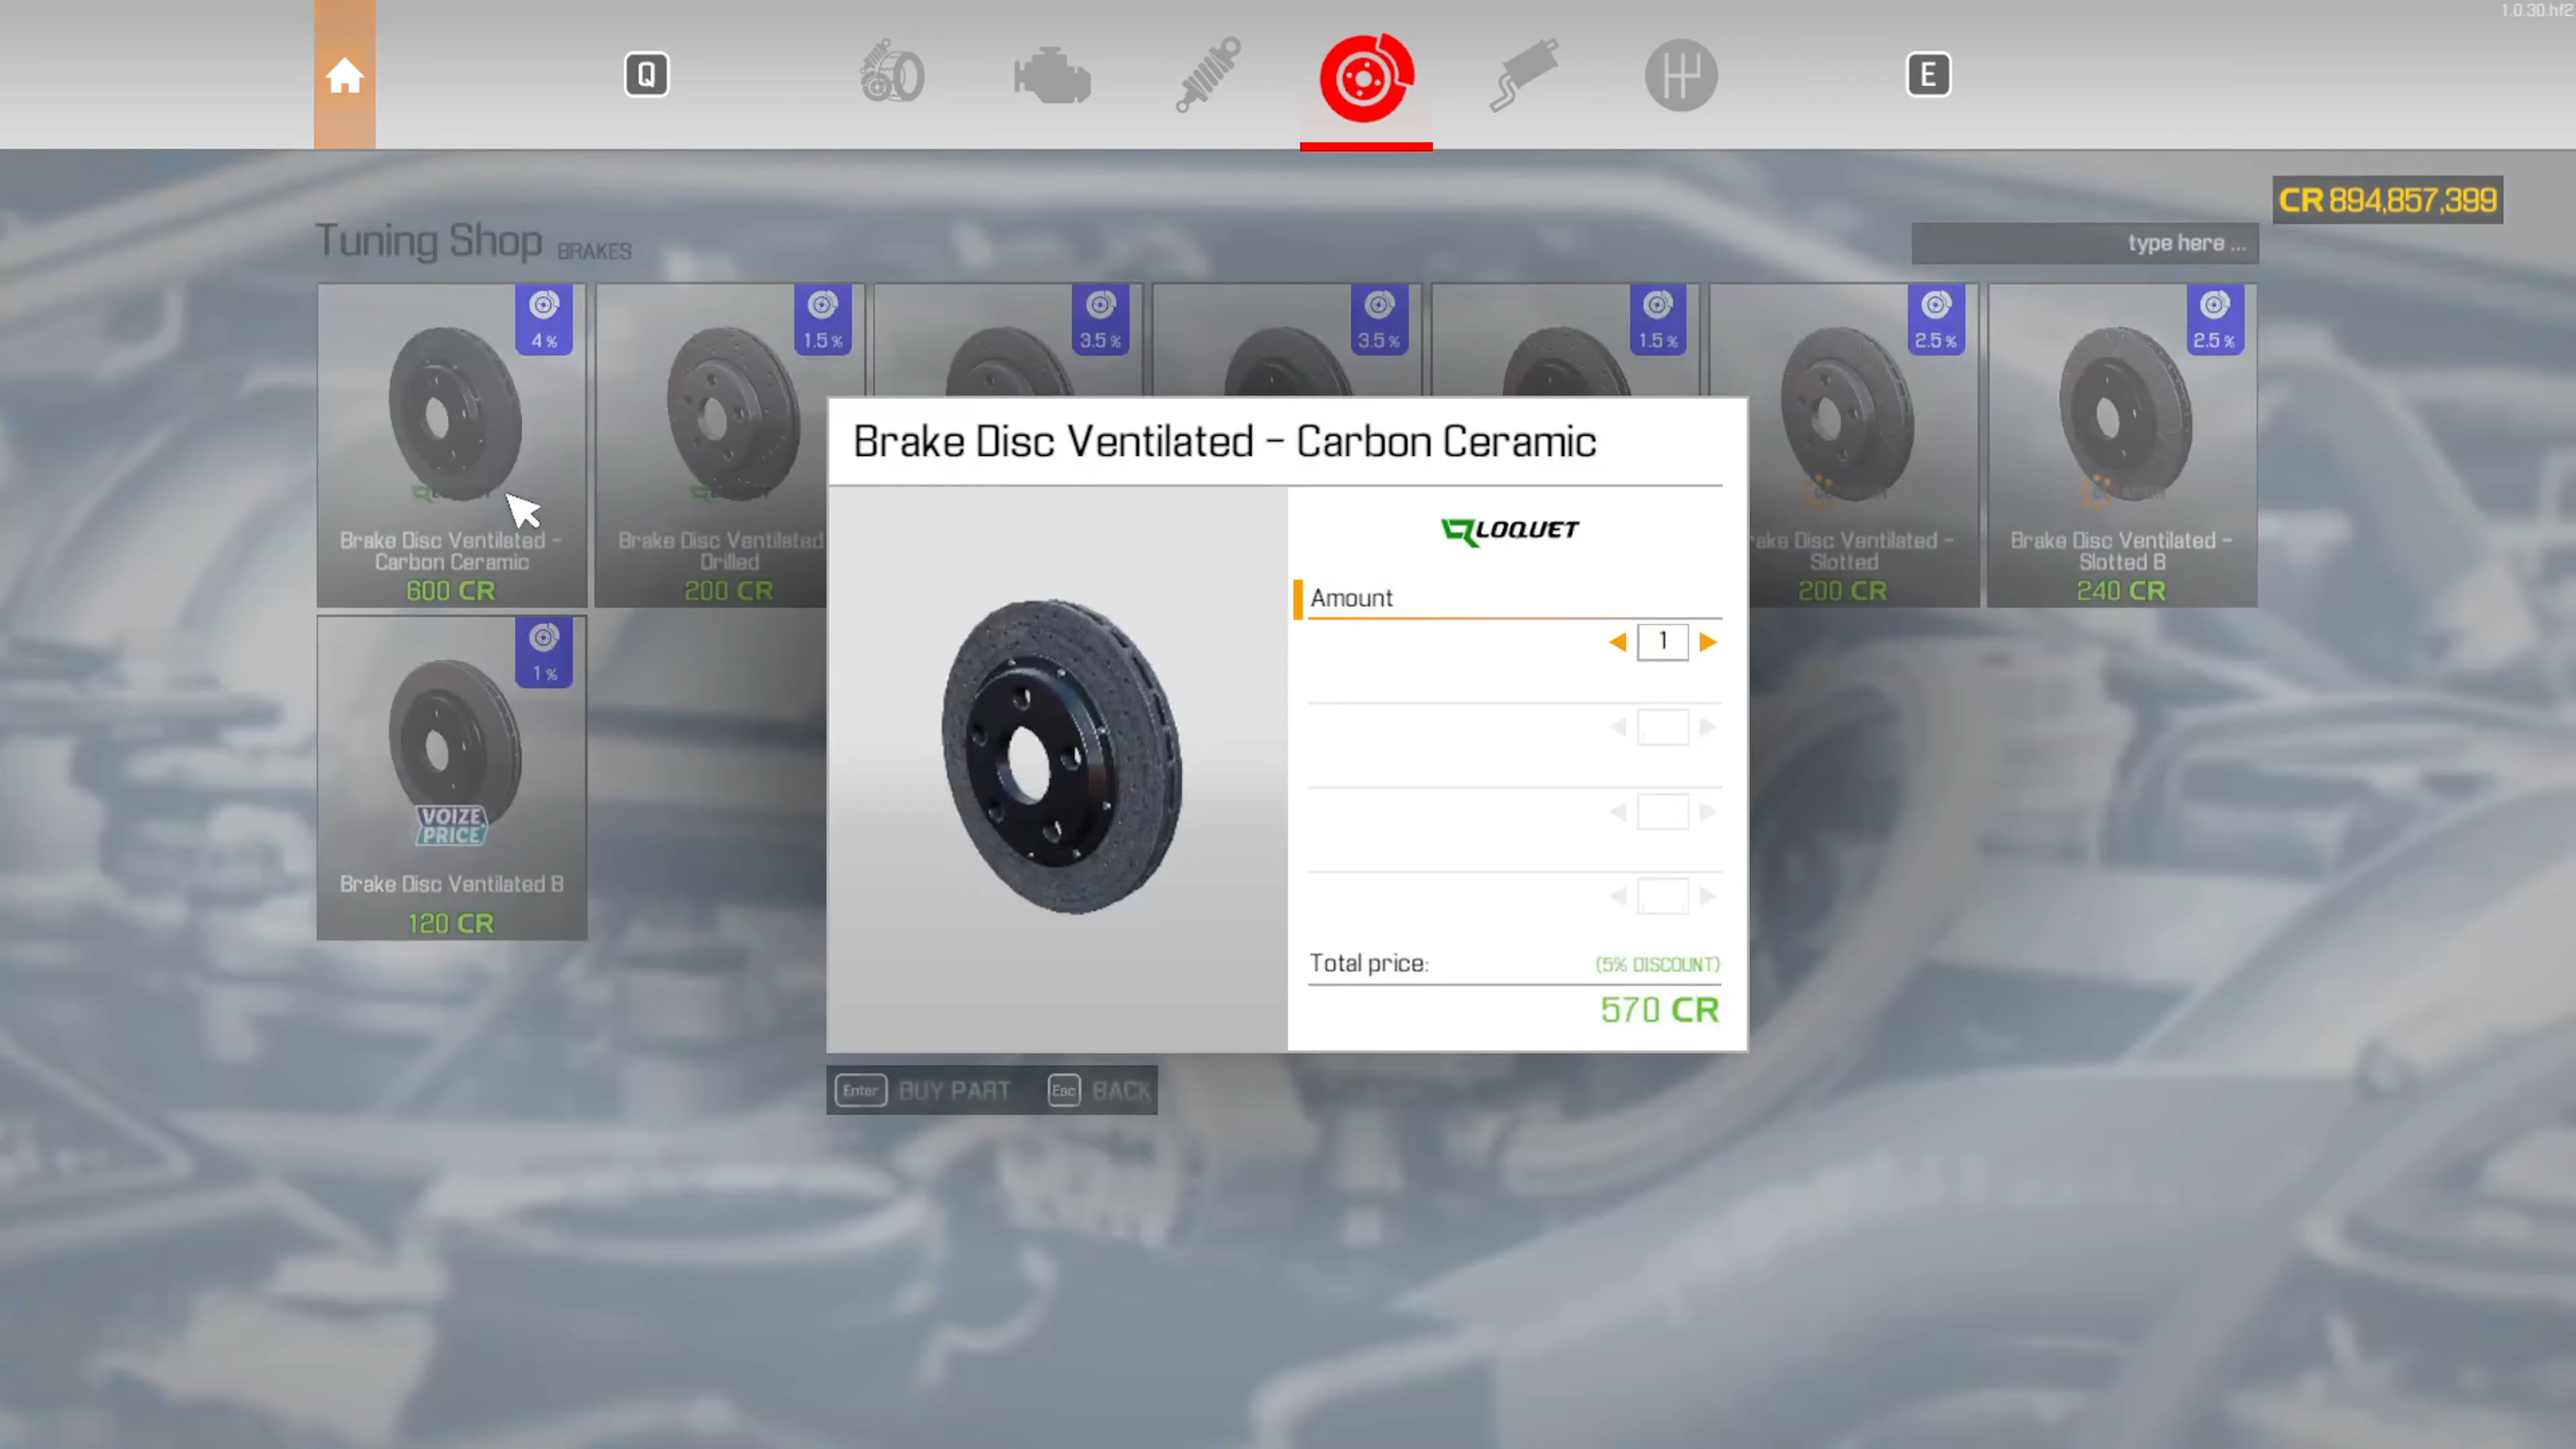 1.0.30.hf2
Q
E
CR 894,857,399
Tuning Shop BRAKES
type here ...
4 %
1.5 %
3.5 %
3.5 %
1.5 %
2.5 %
2.5 %
Brake Disc Ventilated –
Carbon Ceramic
600 CR
Brake Disc Ventilated
Drilled
200 CR
Brake Disc Ventilated – Carbon Ceramic
LOQUET
Amount
1
Total price:
(5% DISCOUNT)
570 CR
Enter BUY PART
Esc BACK
ake Disc Ventilated –
Slotted
200 CR
Brake Disc Ventilated –
Slotted B
240 CR
1 %
VOIZE
PRICE
Brake Disc Ventilated B
120 CR